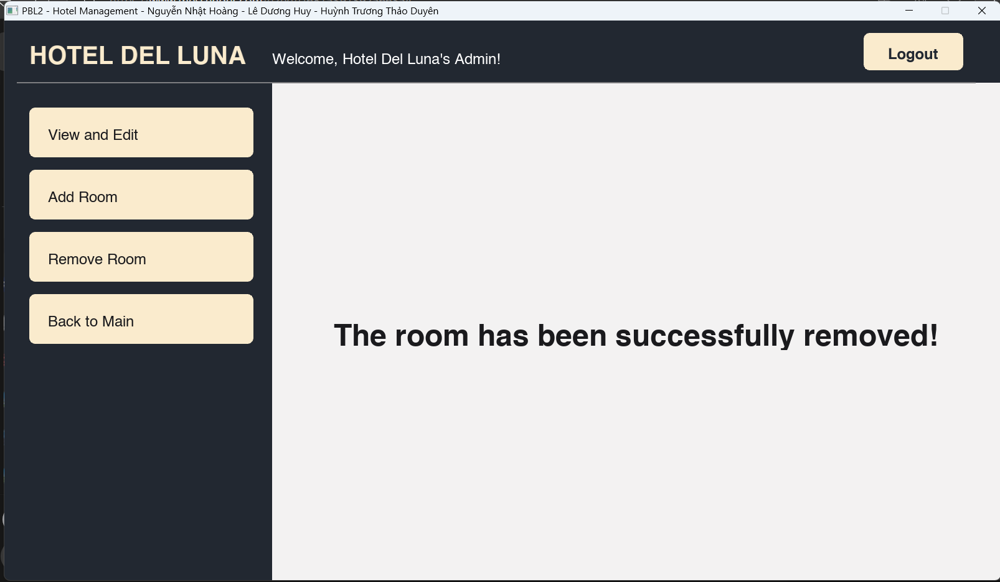 PBL2 - Hotel Management - Nguyễn Nhật Hoàng - Lê Dương Huy - Huỳnh Trương Thảo Duyên
HOTEL DEL LUNA
Welcome, Hotel Del Luna's Admin!
Logout
View and Edit
Add Room
Remove Room
Back to Main
The room has been successfully removed!